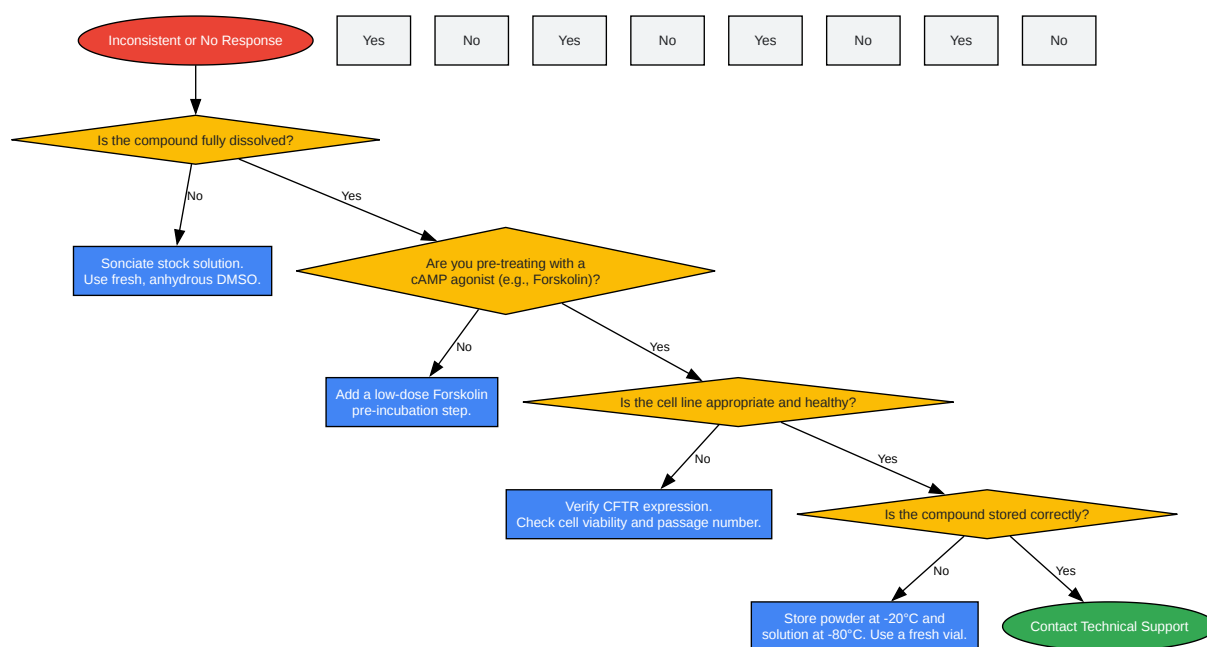 Inconsistent or No Response
Yes
No
Yes
No
Yes
No
Yes
No
Is the compound fully dissolved?
No
Yes
Sonciate stock solution.
Use fresh, anhydrous DMSO.
Are you pre-treating with a
cAMP agonist (e.g., Forskolin)?
No
Yes
Add a low-dose Forskolin
pre-incubation step.
Is the cell line appropriate and healthy?
No
Yes
Verify CFTR expression.
Check cell viability and passage number.
Is the compound stored correctly?
No
Yes
Store powder at -20°C and
solution at -80°C. Use a fresh vial.
Contact Technical Support